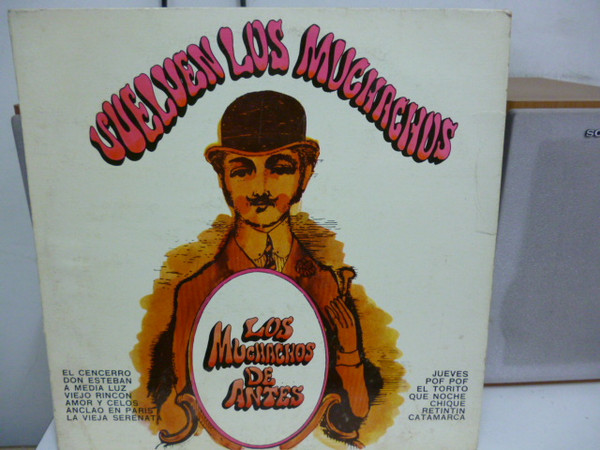 VUELVEN LOS MUCHACHOS
LOS
MUCHACHOS
DE
ANTES
EL CENCERRO
DON ESTEBAN
A MEDIA LUZ
VIEJO RINCON
AMOR Y CELOS
ANCLAO EN PARIS
LA VIEJA SERENATA
JUEVES
POF POF
EL TORITO
QUE NOCHE
CHIQUE
RETINTIN
CATAMARCA